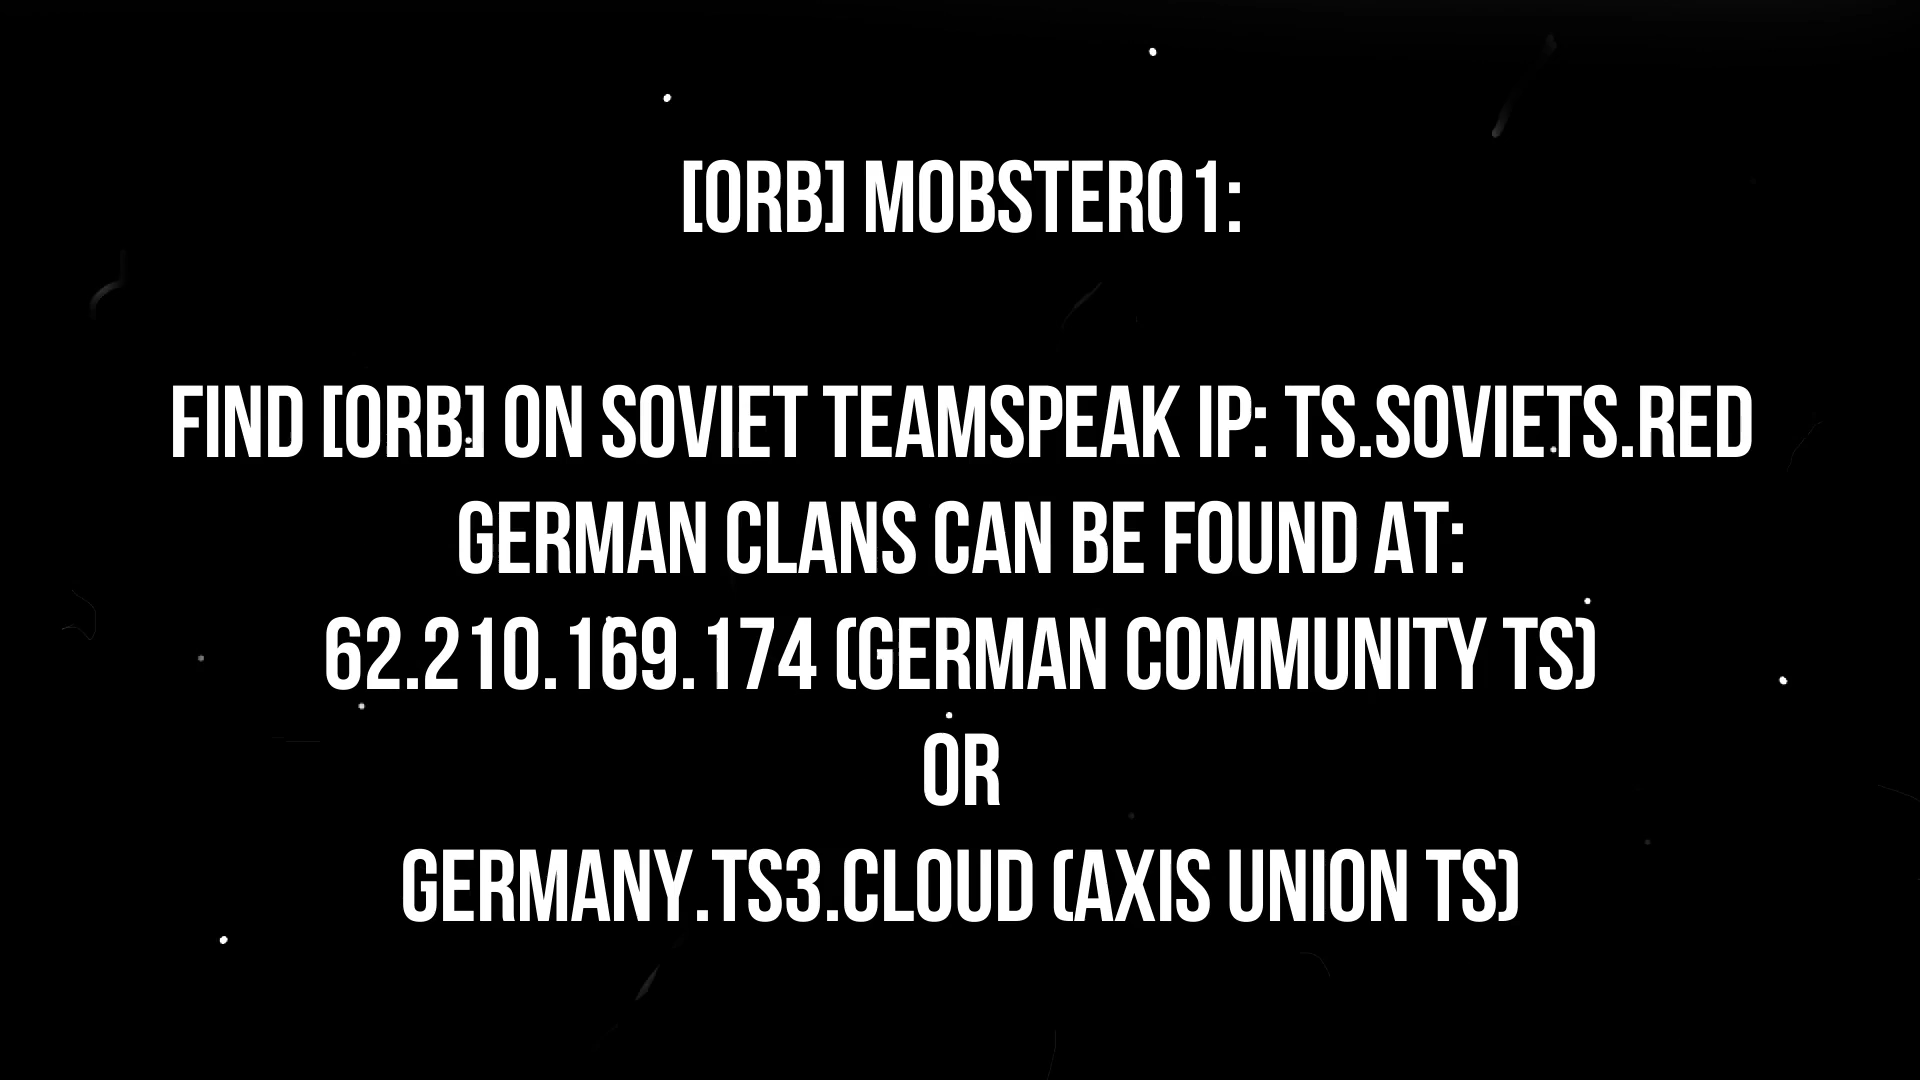 [ORB] MOBSTER01:
FIND [ORB] ON SOVIET TEAMSPEAK IP: TS.SOVIETS.RED
GERMAN CLANS CAN BE FOUND AT:
62.210.169.174 (GERMAN COMMUNITY TS)
OR
GERMANY.TS3.CLOUD (AXIS UNION TS)